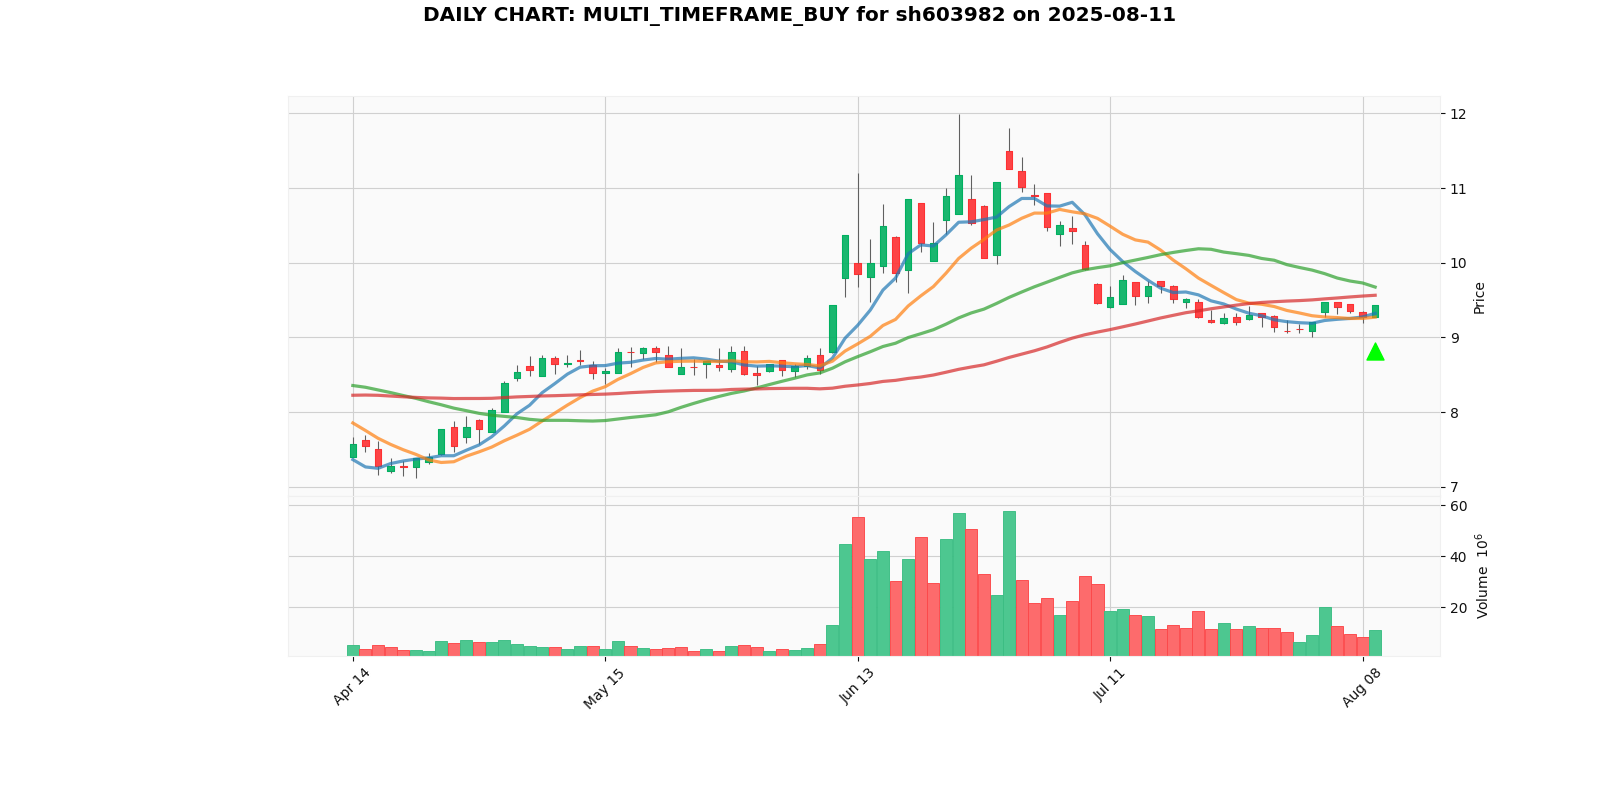 DAILY CHART: MULTI_TIMEFRAME_BUY for sh603982 on 2025-08-11
12
11
10
9
8
7
Price
60
40
20
Volume 10^6
Apr 14
May 15
Jun 13
Jul 11
Aug 08